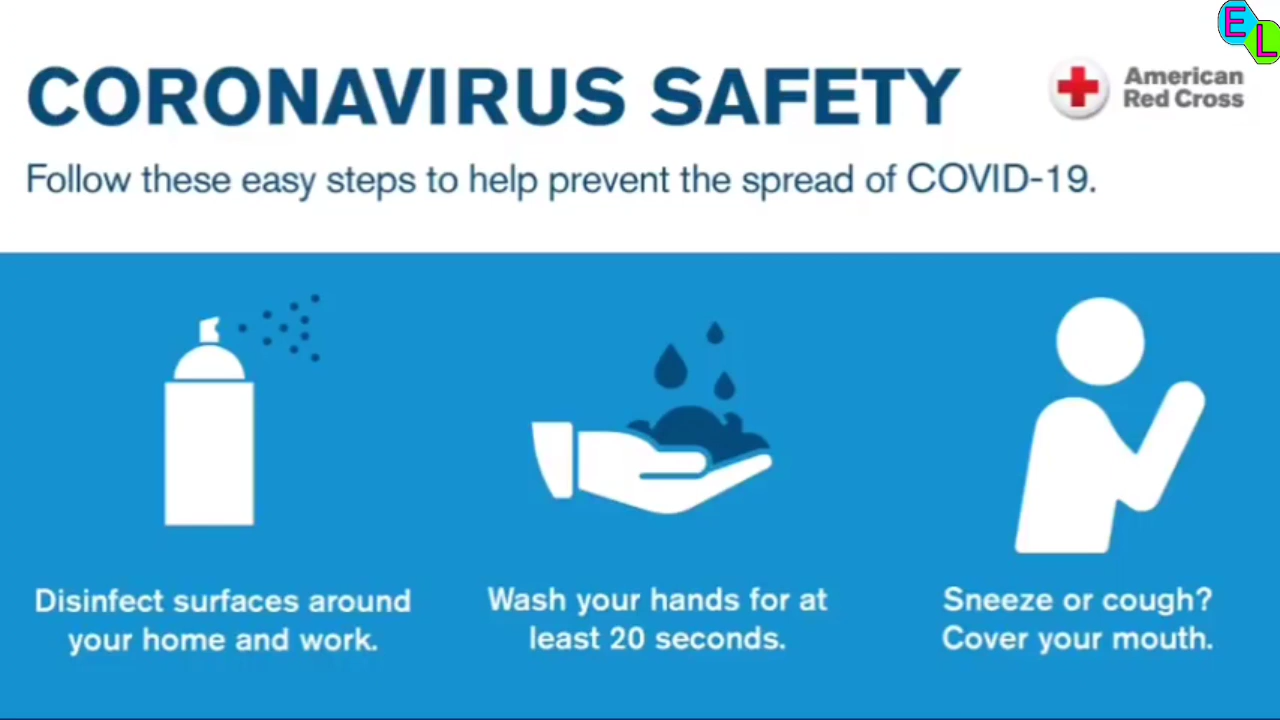 EL
CORONAVIRUS SAFETY
American
Red Cross
Follow these easy steps to help prevent the spread of COVID-19.
Disinfect surfaces around
your home and work.
Wash your hands for at
least 20 seconds.
Sneeze or cough?
Cover your mouth.